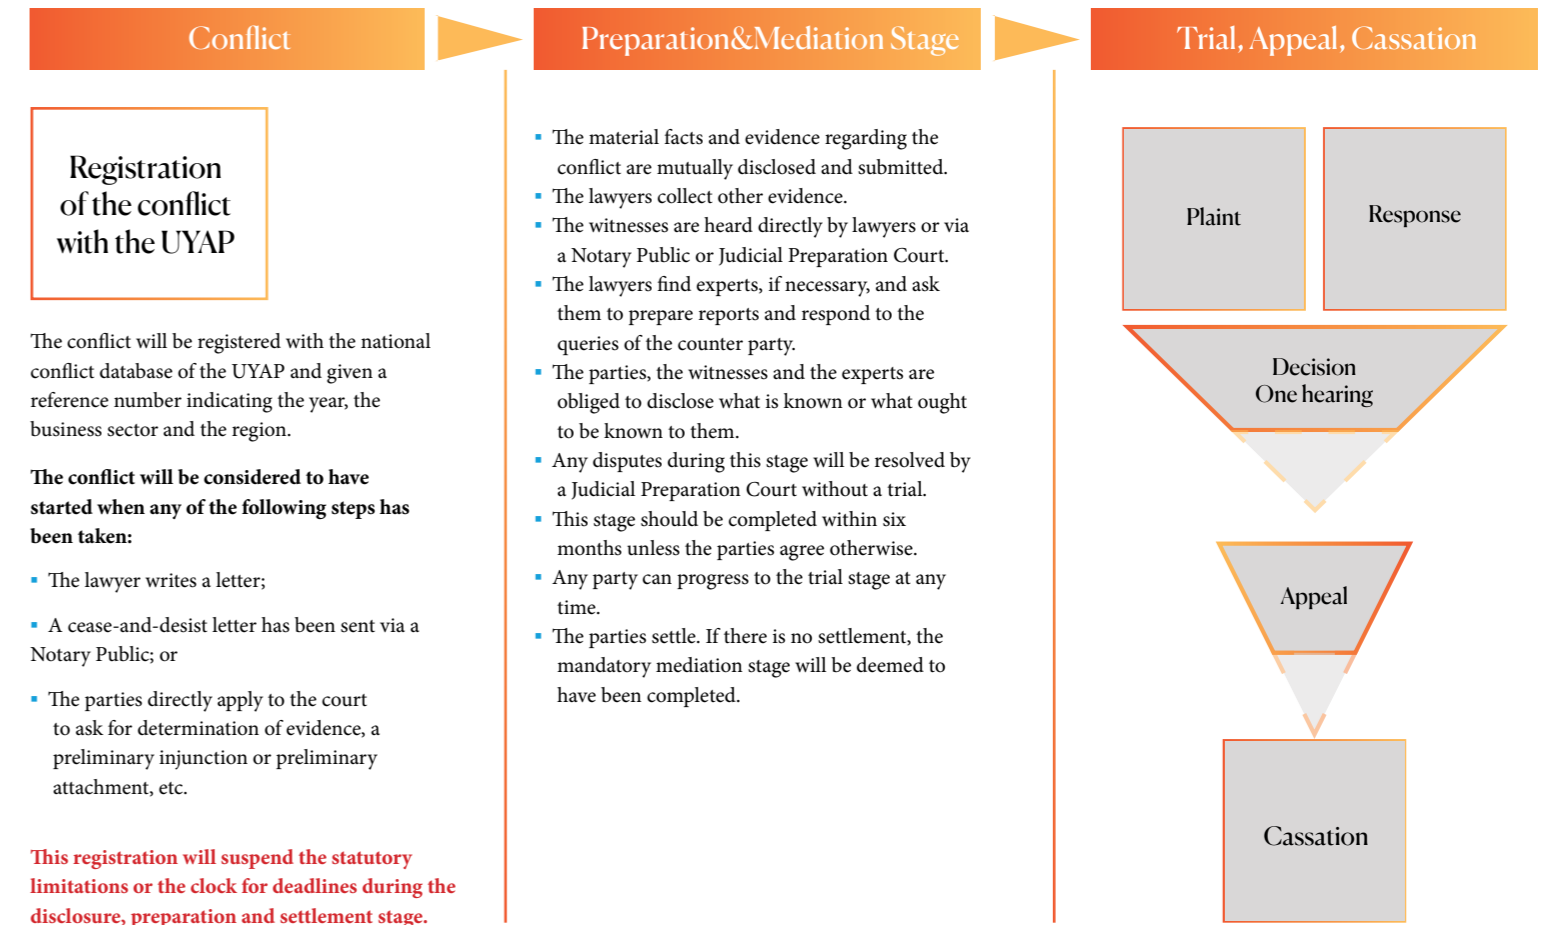 Conflict
Preparation&Mediation Stage
Trial, Appeal, Cassation
Registration
of the conflict
with the UYAP
The conflict will be registered with the national
conflict database of the UYAP and given a
reference number indicating the year, the
business sector and the region.
The conflict will be considered to have
started when any of the following steps has
been taken:
▪ The lawyer writes a letter;
▪ A cease-and-desist letter has been sent via a
Notary Public; or
▪ The parties directly apply to the court
to ask for determination of evidence, a
preliminary injunction or preliminary
attachment, etc.
This registration will suspend the statutory
limitations or the clock for deadlines during the
disclosure, preparation and settlement stage.
▪ The material facts and evidence regarding the
conflict are mutually disclosed and submitted.
▪ The lawyers collect other evidence.
▪ The witnesses are heard directly by lawyers or via
a Notary Public or Judicial Preparation Court.
▪ The lawyers find experts, if necessary, and ask
them to prepare reports and respond to the
queries of the counter party.
▪ The parties, the witnesses and the experts are
obliged to disclose what is known or what ought
to be known to them.
▪ Any disputes during this stage will be resolved by
a Judicial Preparation Court without a trial.
▪ This stage should be completed within six
months unless the parties agree otherwise.
▪ Any party can progress to the trial stage at any
time.
▪ The parties settle. If there is no settlement, the
mandatory mediation stage will be deemed to
have been completed.
Plaint
Response
Decision
One hearing
Appeal
Cassation